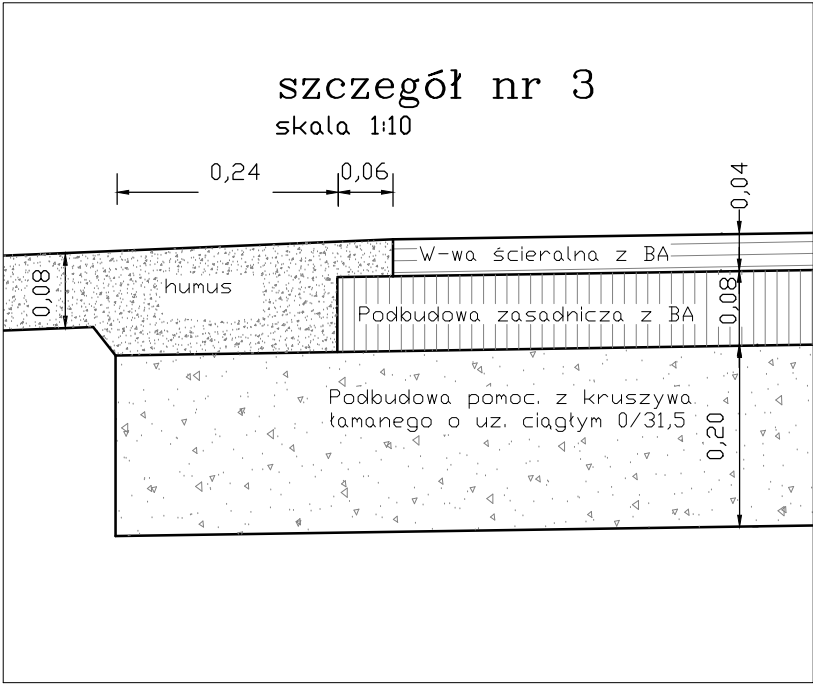 szczegół nr 3
skala 1:10
0,24
0,06
0,04
W-wa ścieralna z BA
0,08
humus
0,08
Podbudowa zasadnicza z BA
Podbudowa pomoc. z kruszywa
łamanego o uz. ciągłym 0/31,5
0,20